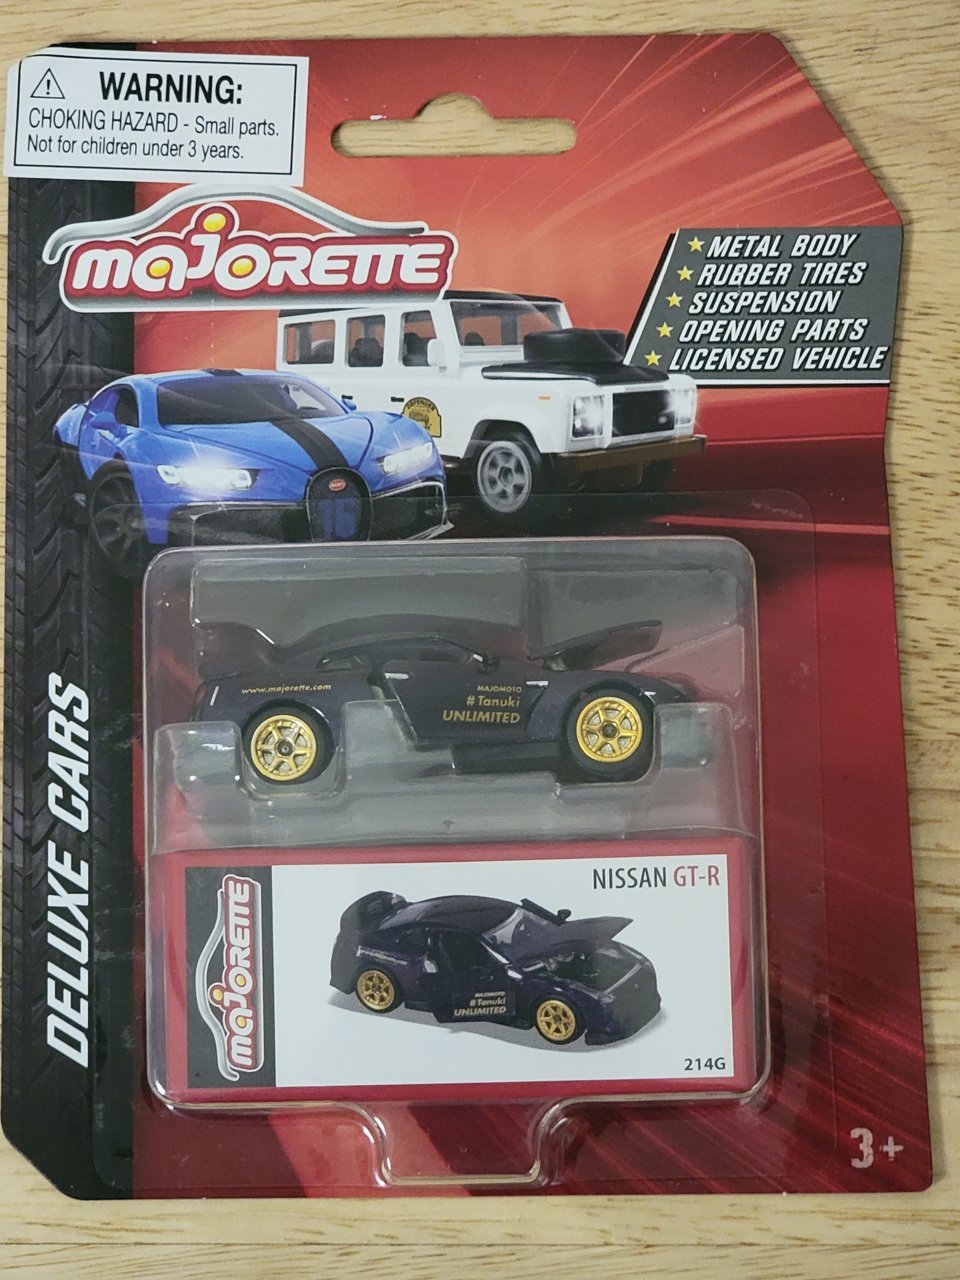 WARNING:
CHOKING HAZARD - Small parts.
Not for children under 3 years.
majorette
METAL BODY
RUBBER TIRES
SUSPENSION
OPENING PARTS
LICENSED VEHICLE
DELUXE CARS
www.majorette.com
MAJOMOTO
#Tanuki
UNLIMITED
majorette
NISSAN GT-R
MAJOMOTO
#Tanuki
UNLIMITED
214G
3+